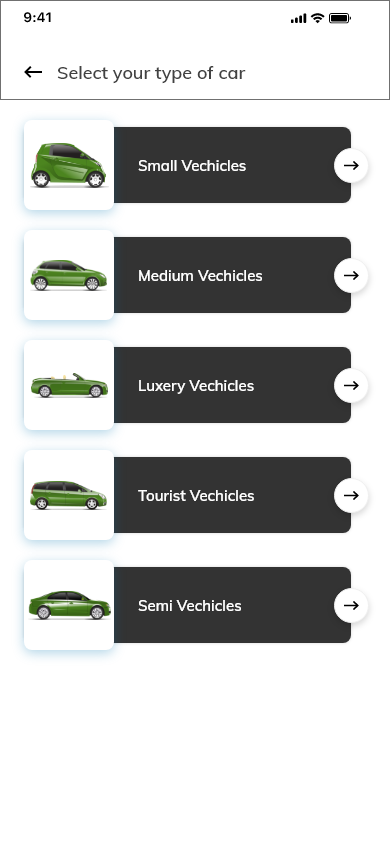 9:41
Select your type of car
Small Vechicles
Medium Vechicles
Luxery Vechicles
Tourist Vechicles
Semi Vechicles